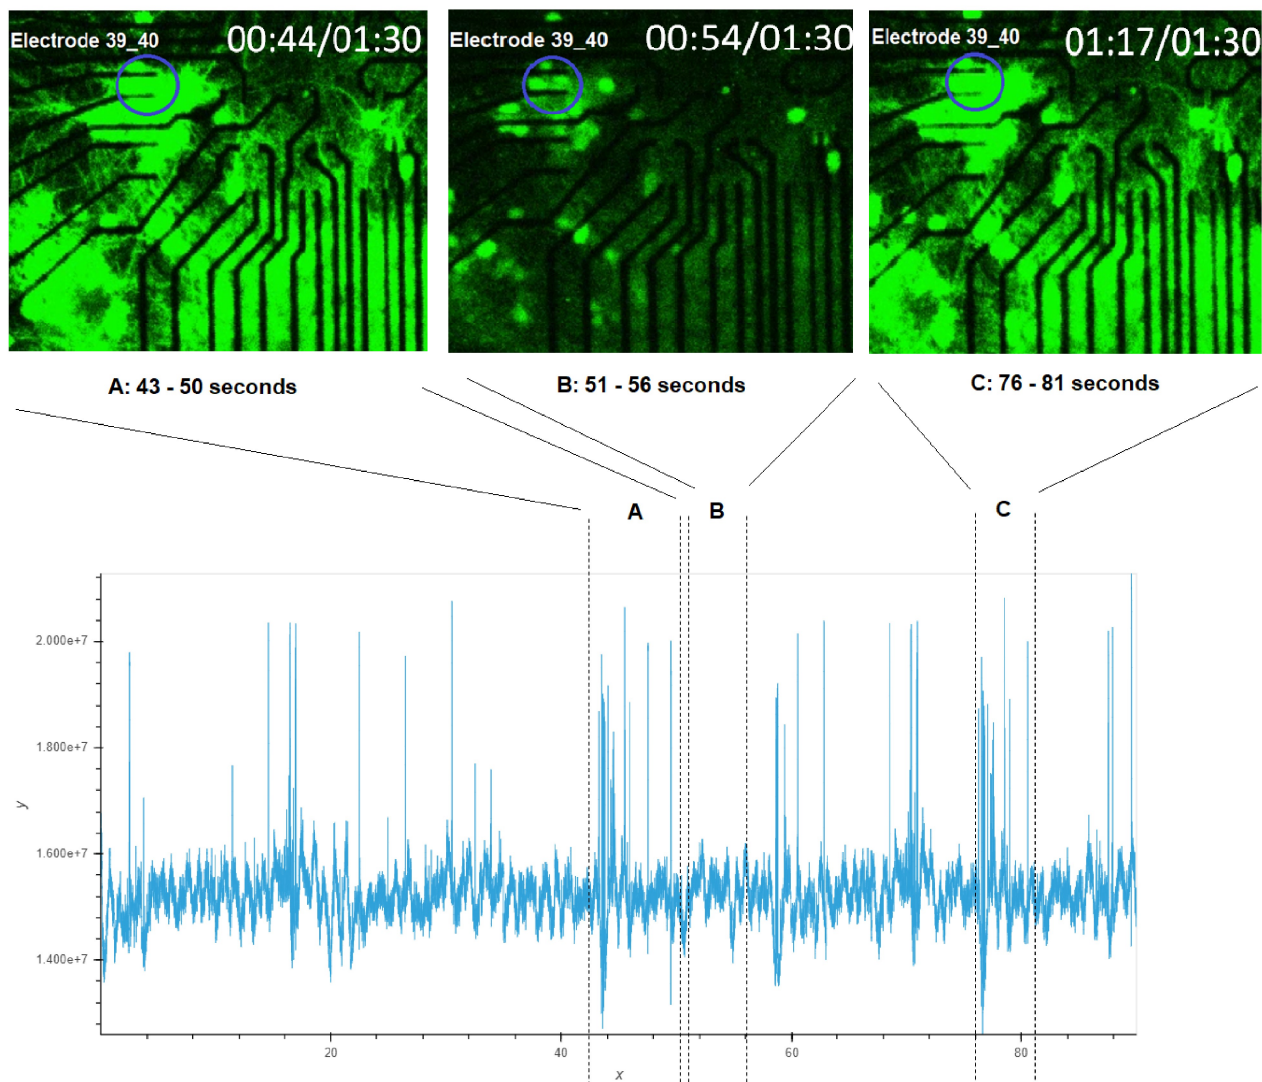 Electrode 39_40
00:44/01:30
Electrode 39_40
00:54/01:30
Electrode 39_40
01:17/01:30
A: 43 - 50 seconds
B: 51 - 56 seconds
C: 76 - 81 seconds
A
B
C
2.000e+7
1.800e+7
1.600e+7
1.400e+7
y
20
40
60
80
x